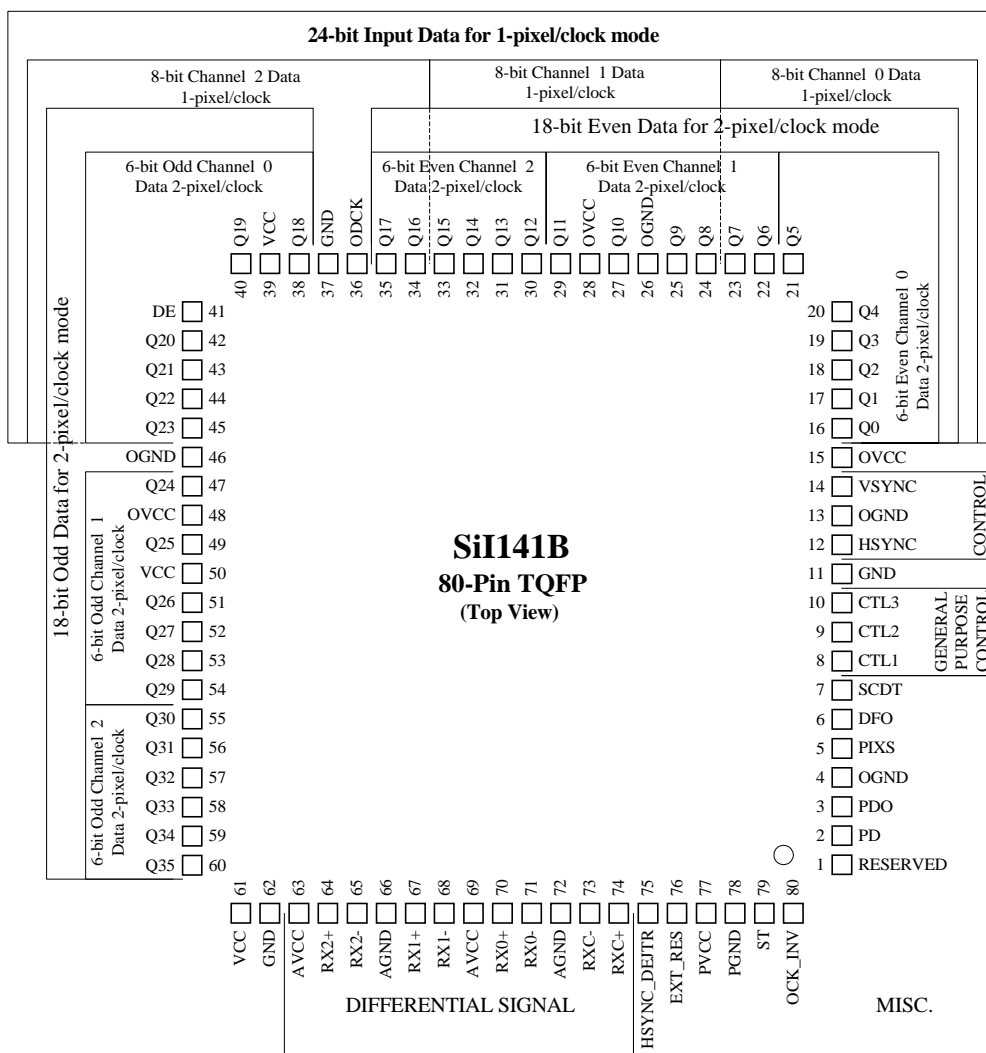 24-bit Input Data for 1-pixel/clock mode
8-bit Channel 2 Data
1-pixel/clock
8-bit Channel 1 Data
1-pixel/clock
8-bit Channel 0 Data
1-pixel/clock
18-bit Even Data for 2-pixel/clock mode
6-bit Odd Channel 0
Data 2-pixel/clock
6-bit Even Channel 2
Data 2-pixel/clock
6-bit Even Channel 1
Data 2-pixel/clock
Q19
VCC
Q18
GND
ODCK
Q17
Q16
Q15
Q14
Q13
Q12
Q11
OVCC
Q10
OGND
Q9
Q8
Q7
Q6
Q5
40
39
38
37
36
35
34
33
32
31
30
29
28
27
26
25
24
23
22
21
18-bit Odd Data for 2-pixel/clock mode
DE 41
Q20 42
Q21 43
Q22 44
Q23 45
OGND 46
Q24 47
OVCC 48
Q25 49
VCC 50
Q26 51
Q27 52
Q28 53
Q29 54
Q30 55
Q31 56
Q32 57
Q33 58
Q34 59
Q35 60
6-bit Odd Channel 1
Data 2-pixel/clock
6-bit Odd Channel 2
Data 2-pixel/clock
SiI141B
80-Pin TQFP
(Top View)
20 Q4
19 Q3
18 Q2
17 Q1
16 Q0
15 OVCC
14 VSYNC
13 OGND
12 HSYNC
11 GND
10 CTL3
9 CTL2
8 CTL1
7 SCDT
6 DFO
5 PIXS
4 OGND
3 PDO
2 PD
1 RESERVED
6-bit Even Channel 0
Data 2-pixel/clock
CONTROL
GENERAL
PURPOSE
CONTROL
61
62
63
64
65
66
67
68
69
70
71
72
73
74
75
76
77
78
79
80
VCC
GND
AVCC
RX2+
RX2-
AGND
RX1+
RX1-
AVCC
RX0+
RX0-
AGND
RXC-
RXC+
HSYNC_DEJTR
EXT_RES
PVCC
PGND
ST
OCK_INV
DIFFERENTIAL SIGNAL
MISC.